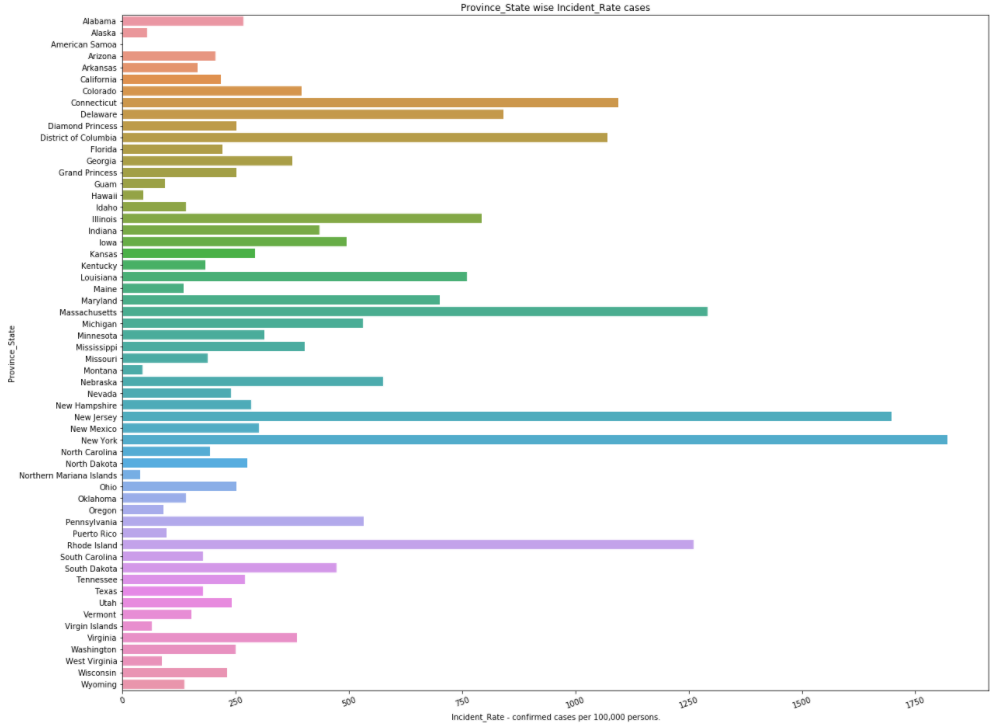 Province_State wise Incident_Rate cases
Province_State
Alabama
Alaska
American Samoa
Arizona
Arkansas
California
Colorado
Connecticut
Delaware
Diamond Princess
District of Columbia
Florida
Georgia
Grand Princess
Guam
Hawaii
Idaho
Illinois
Indiana
Iowa
Kansas
Kentucky
Louisiana
Maine
Maryland
Massachusetts
Michigan
Minnesota
Mississippi
Missouri
Montana
Nebraska
Nevada
New Hampshire
New Jersey
New Mexico
New York
North Carolina
North Dakota
Northern Mariana Islands
Ohio
Oklahoma
Oregon
Pennsylvania
Puerto Rico
Rhode Island
South Carolina
South Dakota
Tennessee
Texas
Utah
Vermont
Virgin Islands
Virginia
Washington
West Virginia
Wisconsin
Wyoming
0 250 500 750 1000 1250 1500 1750
Incident_Rate - confirmed cases per 100,000 persons.